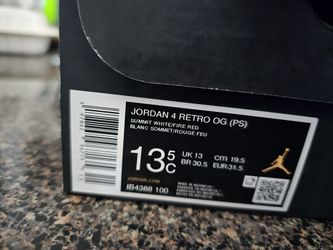 JORDAN 4 RETRO OG (PS)
SUMMIT WHITE/FIRE RED
BLANC SOMMET/ROUGE FEU
13.5C
UK 13 CM 19.5
BR 30.5 EUR 31.5
JORDAN.COM
IB4388 100